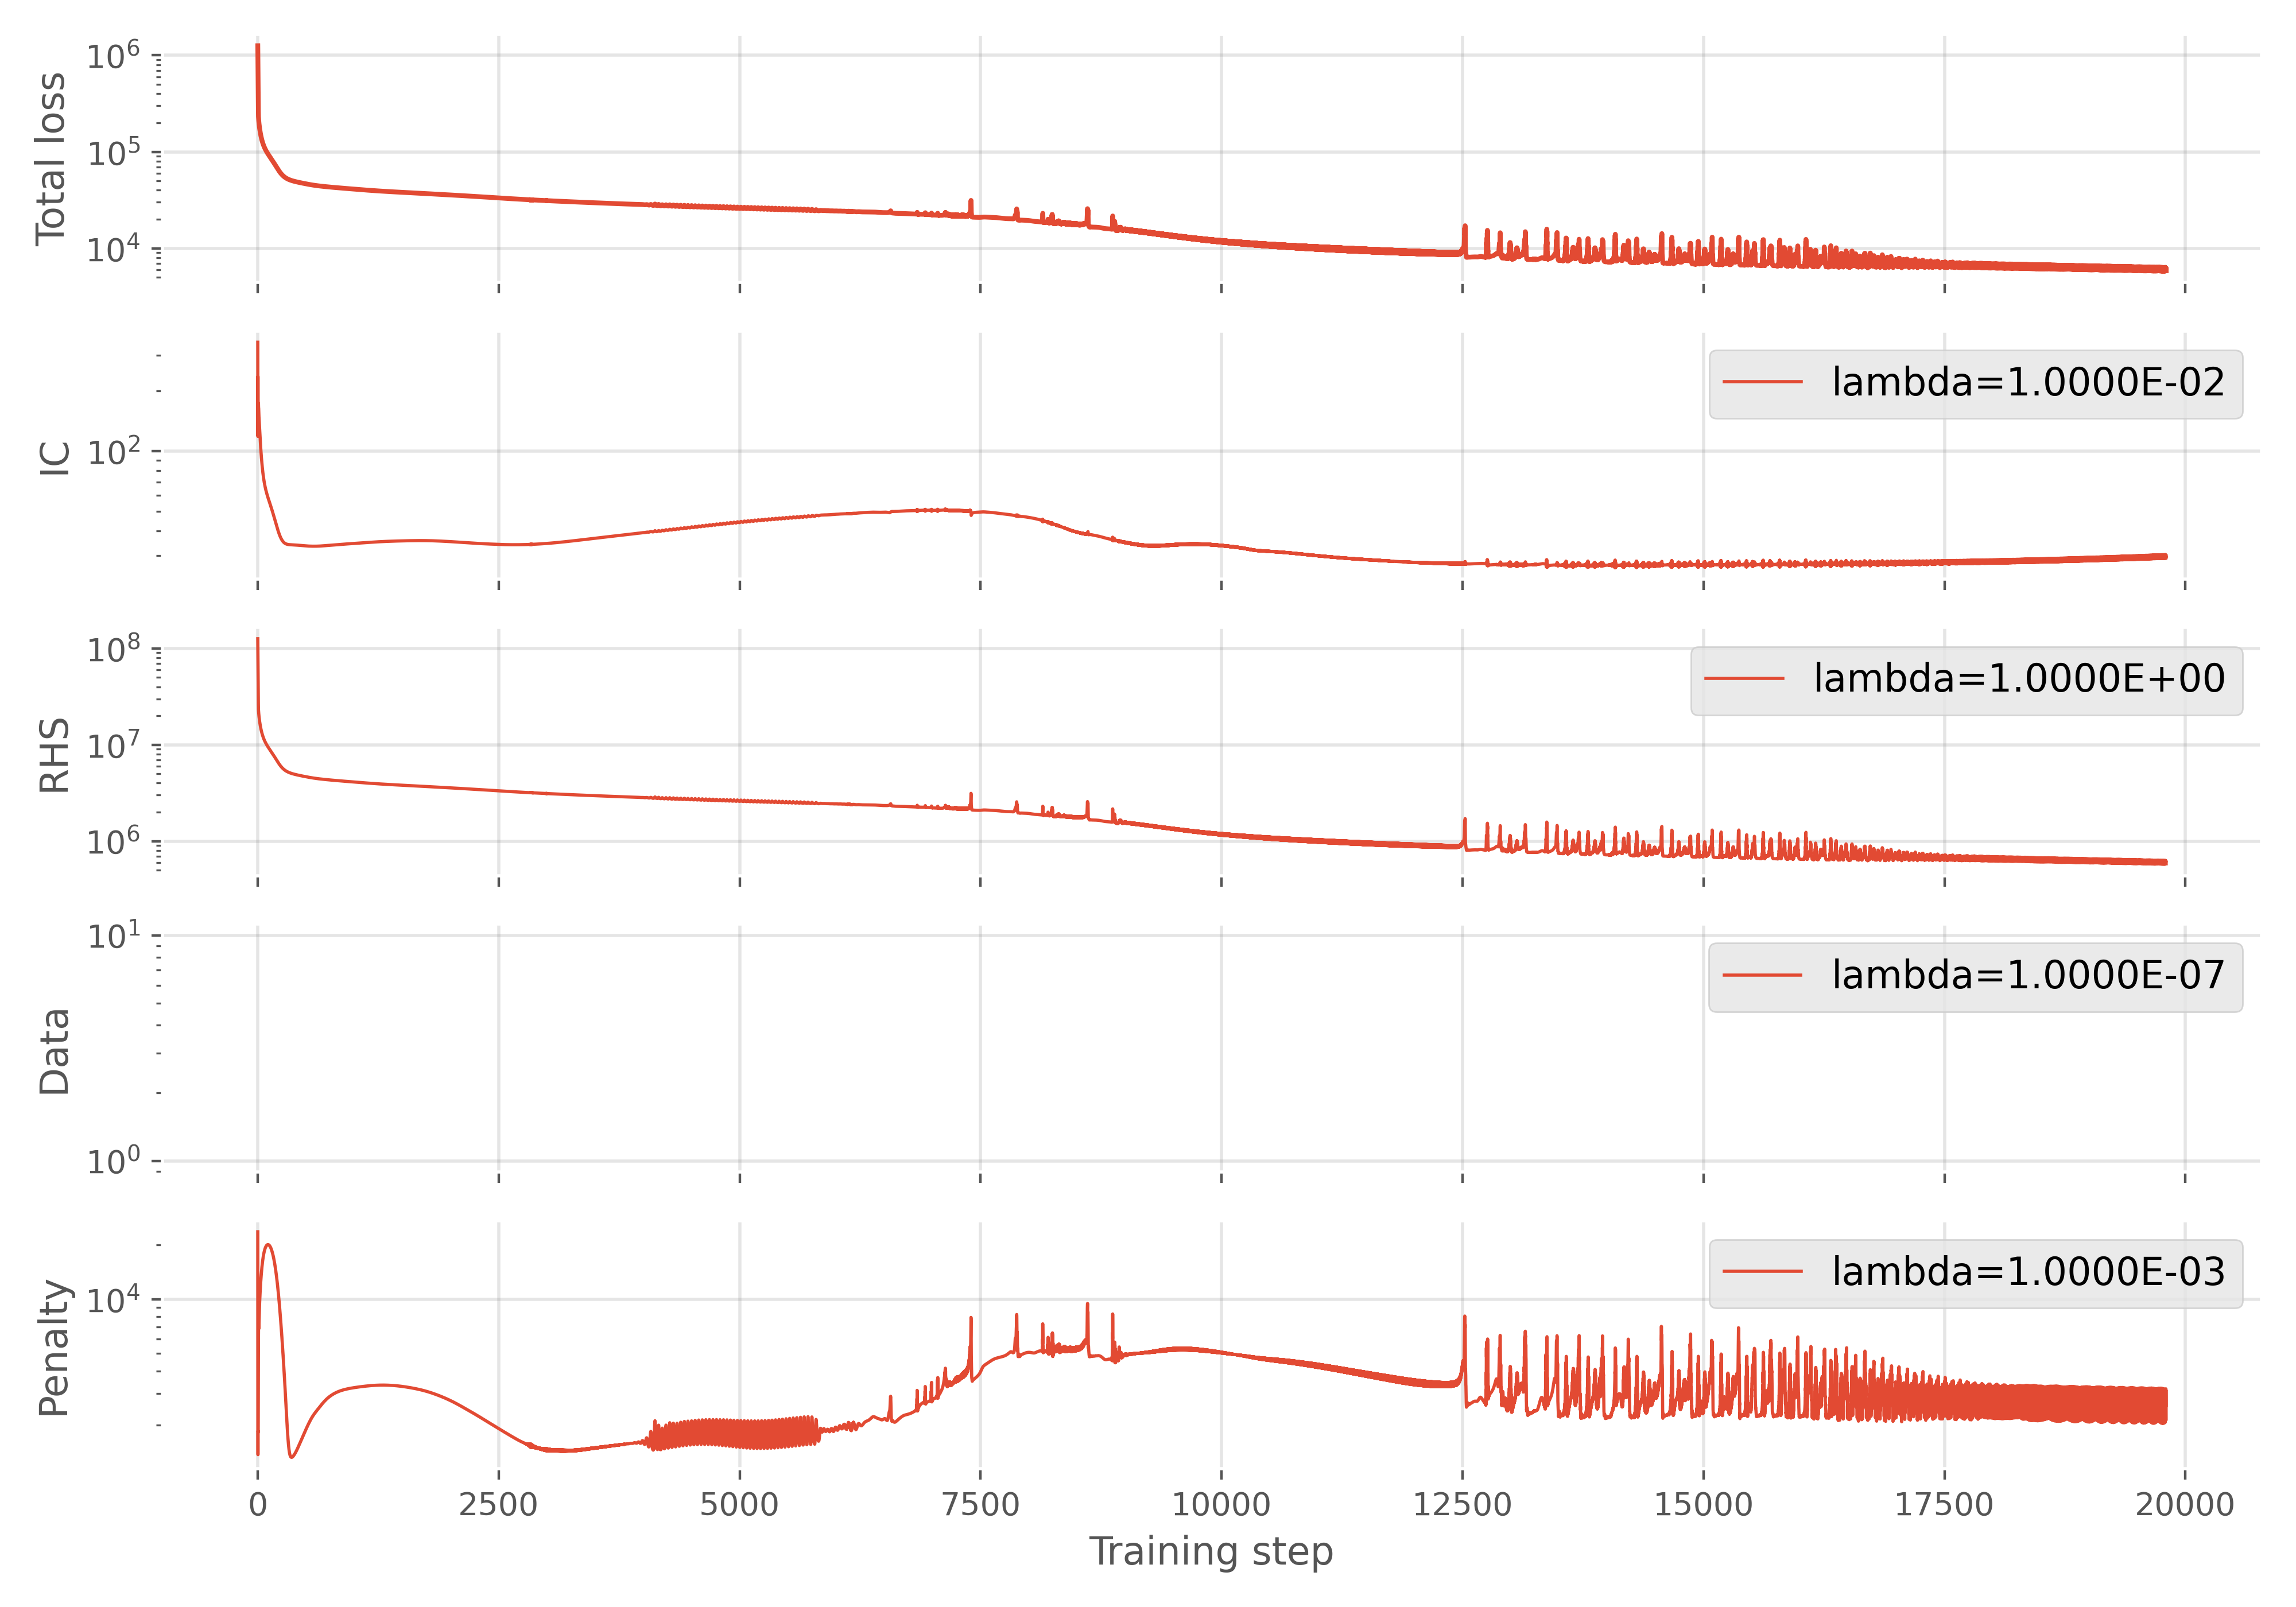 Total loss
10^6
10^5
10^4
IC
10^2
lambda=1.0000E-02
RHS
10^8
10^7
10^6
lambda=1.0000E+00
Data
10^1
10^0
lambda=1.0000E-07
Penalty
10^4
lambda=1.0000E-03
0 2500 5000 7500 10000 12500 15000 17500 20000
Training step